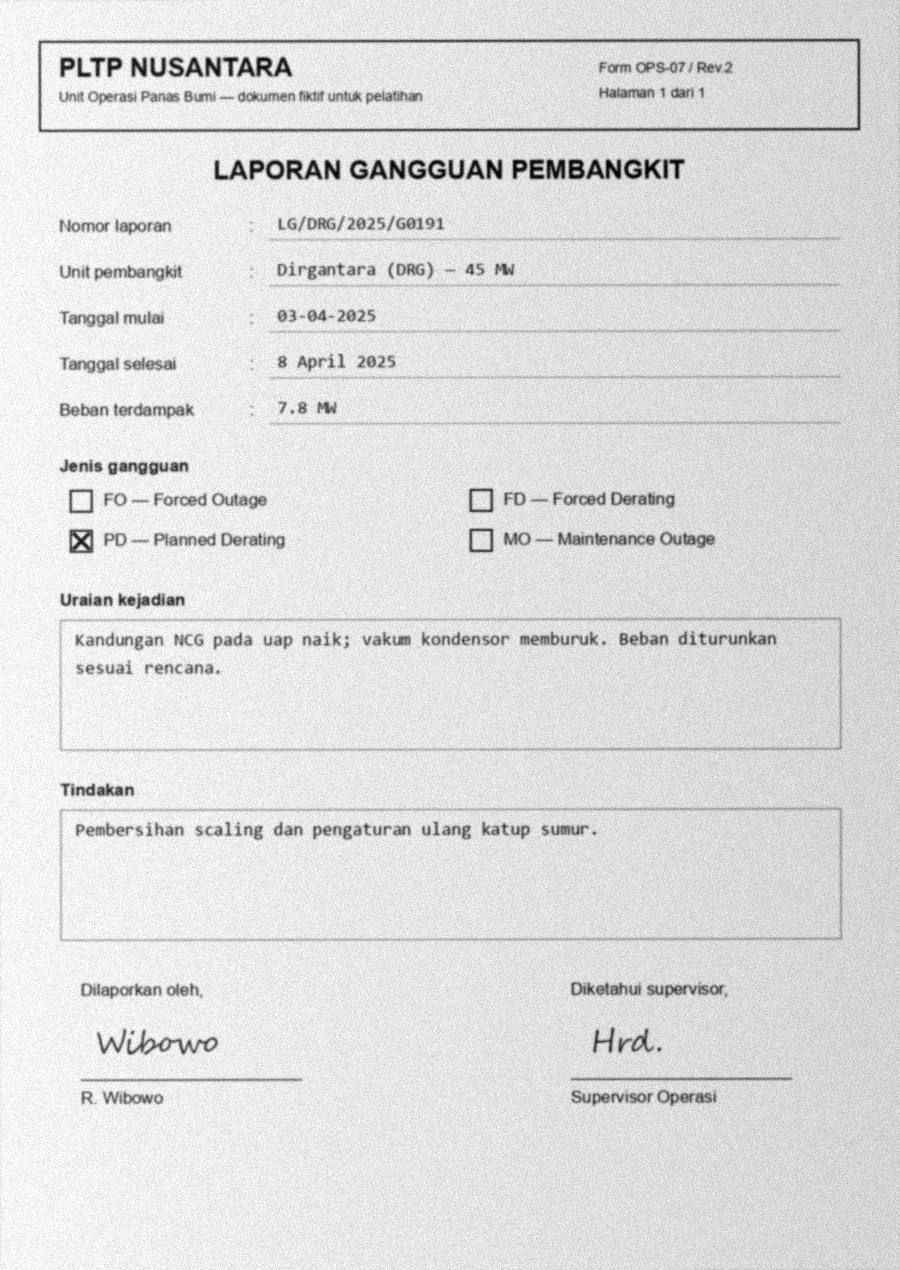 PLTP NUSANTARA
Unit Operasi Panas Bumi — dokumen fiktif untuk pelatihan
Form OPS-07 / Rev.2
Halaman 1 dari 1
LAPORAN GANGGUAN PEMBANGKIT
Nomor laporan : LG/DRG/2025/G0191
Unit pembangkit : Dirgantara (DRG) — 45 MW
Tanggal mulai : 03-04-2025
Tanggal selesai : 8 April 2025
Beban terdampak : 7.8 MW
Jenis gangguan
FO — Forced Outage
FD — Forced Derating
PD — Planned Derating
MO — Maintenance Outage
Uraian kejadian
Kandungan NCG pada uap naik; vakum kondensor memburuk. Beban diturunkan
sesuai rencana.
Tindakan
Pembersihan scaling dan pengaturan ulang katup sumur.
Dilaporkan oleh,
Wibowo
R. Wibowo
Diketahui supervisor,
Hrd.
Supervisor Operasi